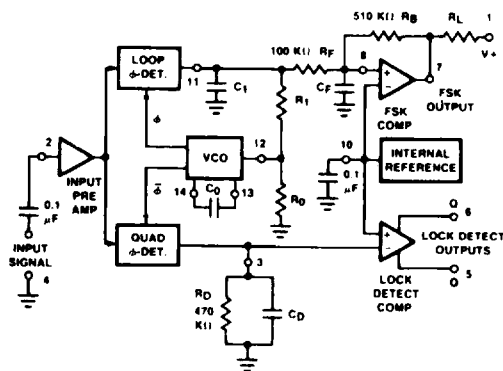 510 KΩ RB
RL
1
V+
LOOP
ϕ-DET.
11
C1
100 KΩ RF
8
+
−
7
CF
FSK
COMP
FSK
OUTPUT
R1
ϕ
2
INPUT
PRE
AMP
VCO
12
10
INTERNAL
REFERENCE
ϕ̅
14
C0
13
R0
0.1
μF
0.1
μF
INPUT
SIGNAL
4
QUAD
ϕ-DET.
3
+
−
Q
6
LOCK DETECT
OUTPUTS
5
Q
LOCK
DETECT
COMP
RD
470
KΩ
CD